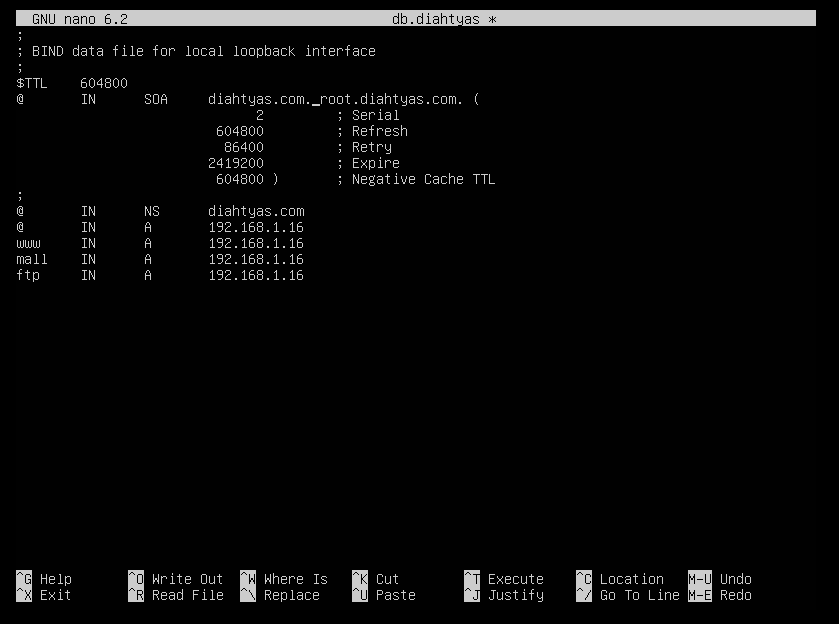 GNU nano 6.2 db.diahtyas *
;
; BIND data file for local loopback interface
;
$TTL 604800
@ IN SOA diahtyas.com. root.diahtyas.com. (
2 ; Serial
604800 ; Refresh
86400 ; Retry
2419200 ; Expire
604800 ) ; Negative Cache TTL
;
@ IN NS diahtyas.com
@ IN A 192.168.1.16
www IN A 192.168.1.16
mall IN A 192.168.1.16
ftp IN A 192.168.1.16
^G Help ^O Write Out ^W Where Is ^K Cut ^T Execute ^C Location M-U Undo
^X Exit ^R Read File ^\ Replace ^U Paste ^J Justify ^/ Go To Line M-E Redo